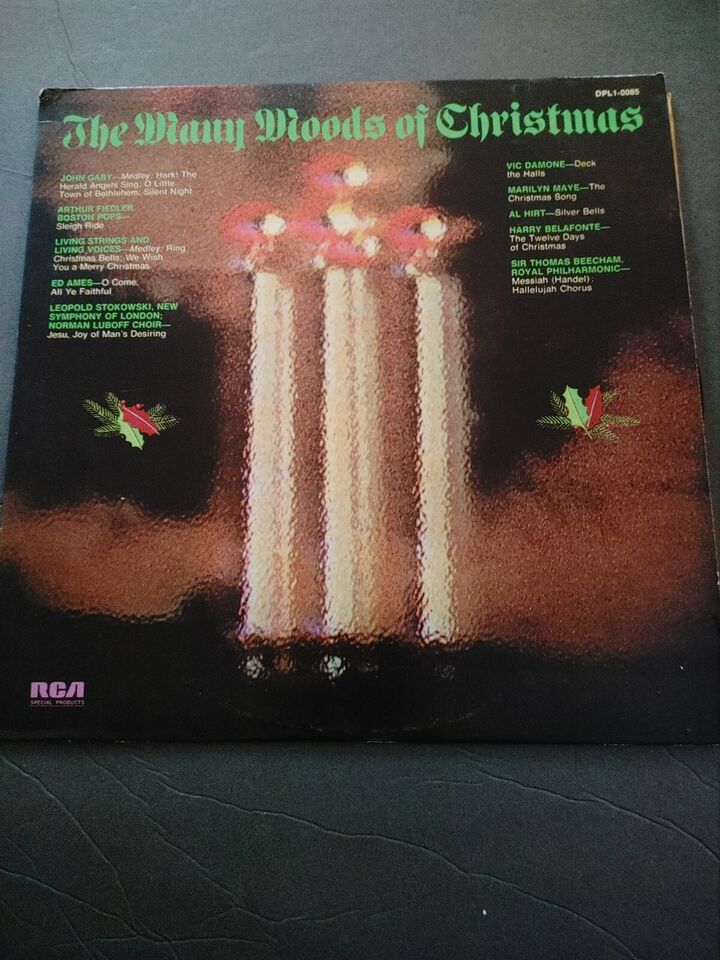 DPL1-0085
The Many Moods of Christmas
JOHN GARY—Medley: Hark! The
Herald Angels Sing; O Little
Town of Bethlehem; Silent Night
ARTHUR FIEDLER,
BOSTON POPS—
Sleigh Ride
LIVING STRINGS AND
LIVING VOICES—Medley: Ring
Christmas Bells; We Wish
You a Merry Christmas
ED AMES—O Come,
All Ye Faithful
LEOPOLD STOKOWSKI, NEW
SYMPHONY OF LONDON;
NORMAN LUBOFF CHOIR—
Jesu, Joy of Man's Desiring
VIC DAMONE—Deck
the Halls
MARILYN MAYE—The
Christmas Song
AL HIRT—Silver Bells
HARRY BELAFONTE—
The Twelve Days
of Christmas
SIR THOMAS BEECHAM,
ROYAL PHILHARMONIC—
Messiah (Handel):
Hallelujah Chorus
RCA
SPECIAL PRODUCTS